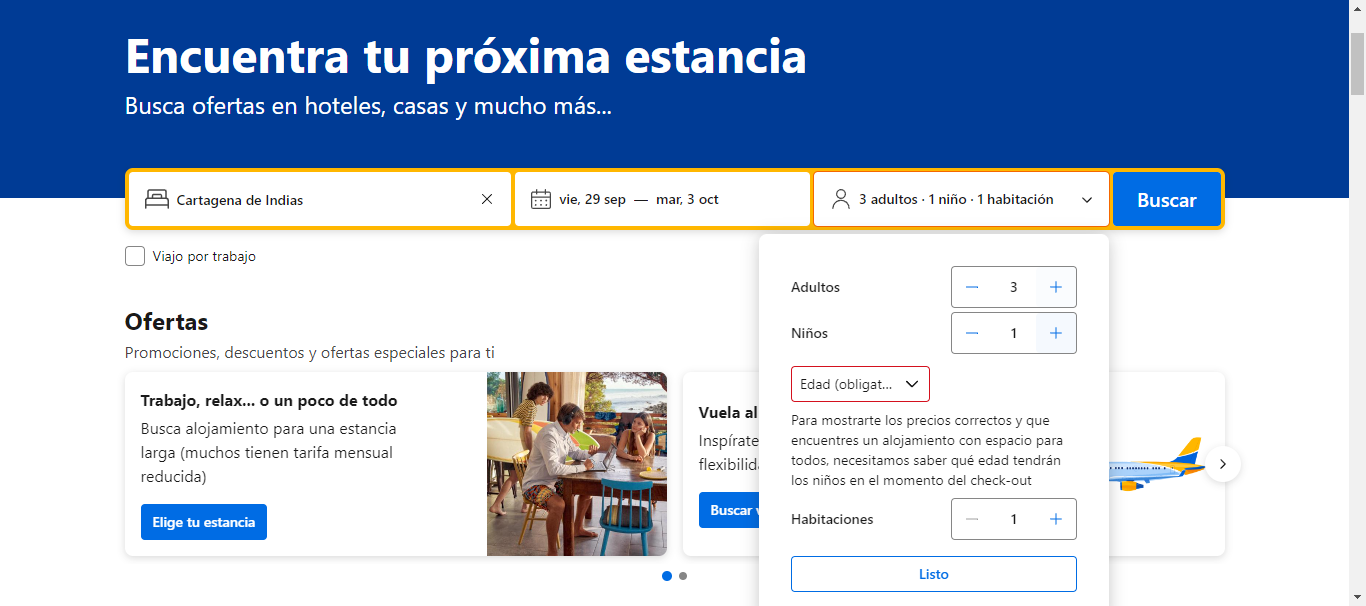 Encuentra tu próxima estancia
Busca ofertas en hoteles, casas y mucho más...
Cartagena de Indias
vie, 29 sep — mar, 3 oct
3 adultos · 1 niño · 1 habitación
Buscar
Viajo por trabajo
Adultos
3
Niños
1
Edad (obligat...
Para mostrarte los precios correctos y que
encuentres un alojamiento con espacio para
todos, necesitamos saber qué edad tendrán
los niños en el momento del check-out
Habitaciones
1
Listo
Ofertas
Promociones, descuentos y ofertas especiales para ti
Trabajo, relax... o un poco de todo
Busca alojamiento para una estancia
larga (muchos tienen tarifa mensual
reducida)
Elige tu estancia
Vuela al
Inspírate
Buscar